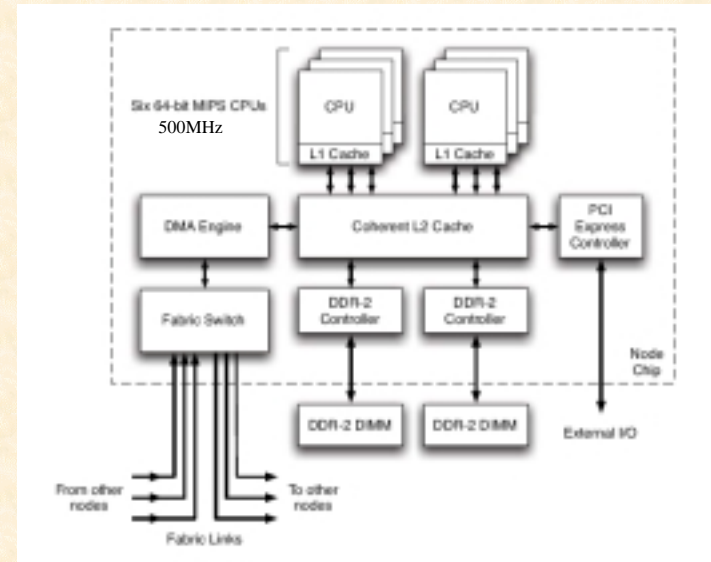 Six 64-bit MIPS CPUs
500MHz
CPU
L1 Cache
CPU
L1 Cache
DMA Engine
Coherent L2 Cache
PCI
Express
Controller
Fabric Switch
DDR-2
Controller
DDR-2
Controller
Node
Chip
DDR-2 DIMM
DDR-2 DIMM
External I/O
From other
nodes
To other
nodes
Fabric Links